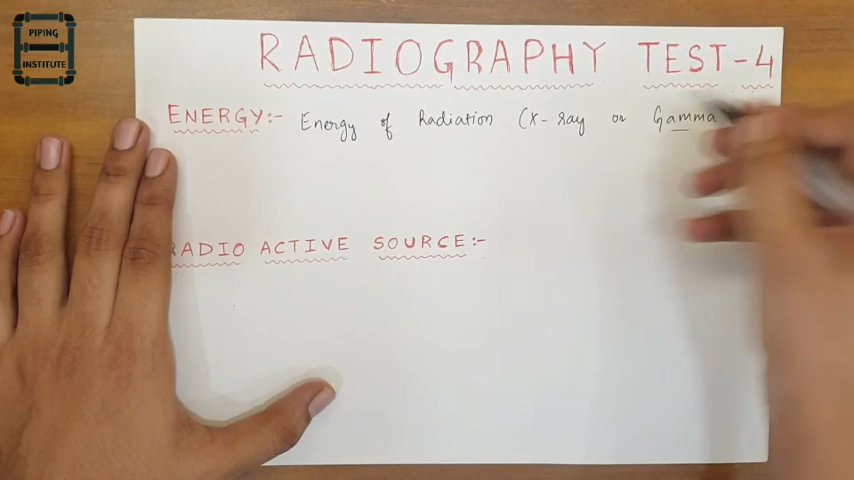 PIPING
INSTITUTE
RADIOGRAPHY TEST-4
ENERGY:- Energy of Radiation (X-ray or Gamma
RADIO ACTIVE SOURCE:-